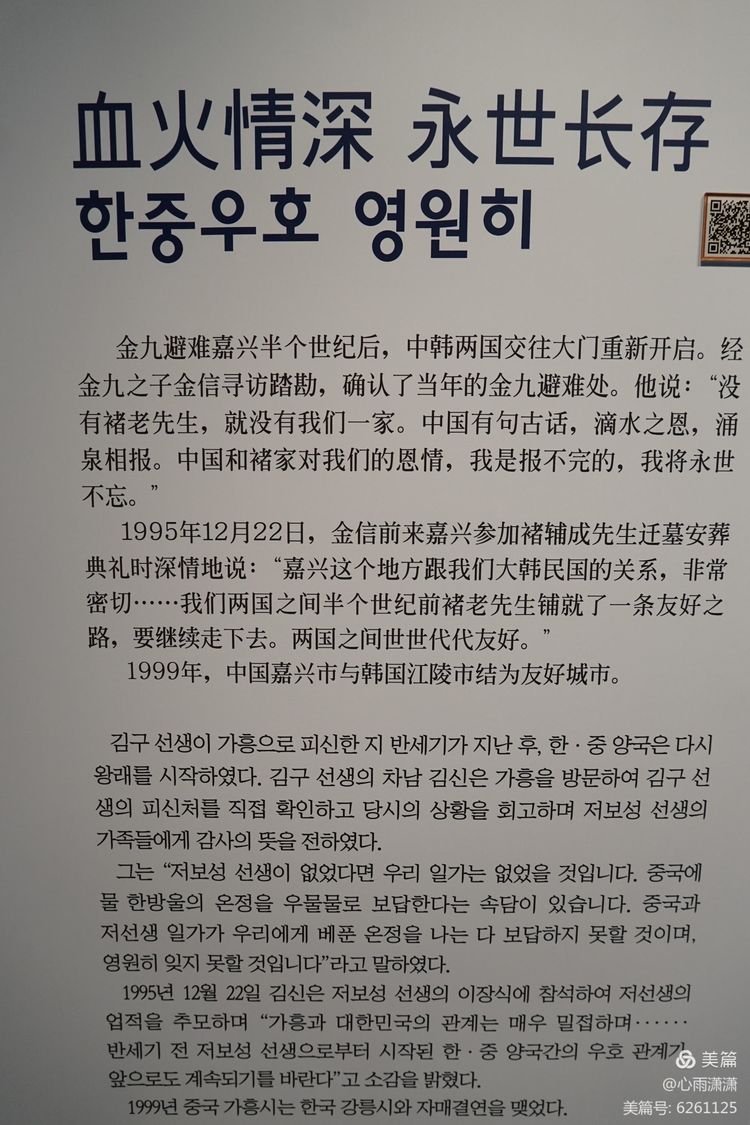 血火情深 永世长存
한중우호 영원히
金九避难嘉兴半个世纪后，中韩两国交往大门重新开启。经
金九之子金信寻访踏勘，确认了当年的金九避难处。他说：“没
有褚老先生，就没有我们一家。中国有句古话，滴水之恩，涌
泉相报。中国和褚家对我们的恩情，我是报不完的，我将永世
不忘。”
1995年12月22日，金信前来嘉兴参加褚辅成先生迁墓安葬
典礼时深情地说：“嘉兴这个地方跟我们大韩民国的关系，非常
密切……我们两国之间半个世纪前褚老先生铺就了一条友好之
路，要继续走下去。两国之间世世代代友好。”
1999年，中国嘉兴市与韩国江陵市结为友好城市。
김구 선생이 가흥으로 피신한 지 반세기가 지난 후, 한·중 양국은 다시
왕래를 시작하였다. 김구 선생의 차남 김신은 가흥을 방문하여 김구 선
생의 피신처를 직접 확인하고 당시의 상황을 회고하며 저보성 선생의
가족들에게 감사의 뜻을 전하였다.
그는 “저보성 선생이 없었다면 우리 일가는 없었을 것입니다. 중국에
물 한방울의 온정을 우물물로 보답한다는 속담이 있습니다. 중국과
저선생 일가가 우리에게 베푼 온정을 나는 다 보답하지 못할 것이며,
영원히 잊지 못할 것입니다”라고 말하였다.
1995년 12월 22일 김신은 저보성 선생의 이장식에 참석하여 저선생의
업적을 추모하며 “가흥과 대한민국의 관계는 매우 밀접하며……
반세기 전 저보성 선생으로부터 시작된 한·중 양국간의 우호 관계가
앞으로도 계속되기를 바란다”고 소감을 밝혔다.
1999년 중국 가흥시는 한국 강릉시와 자매결연을 맺었다.
美篇
@心雨潇潇
美篇号: 6261125